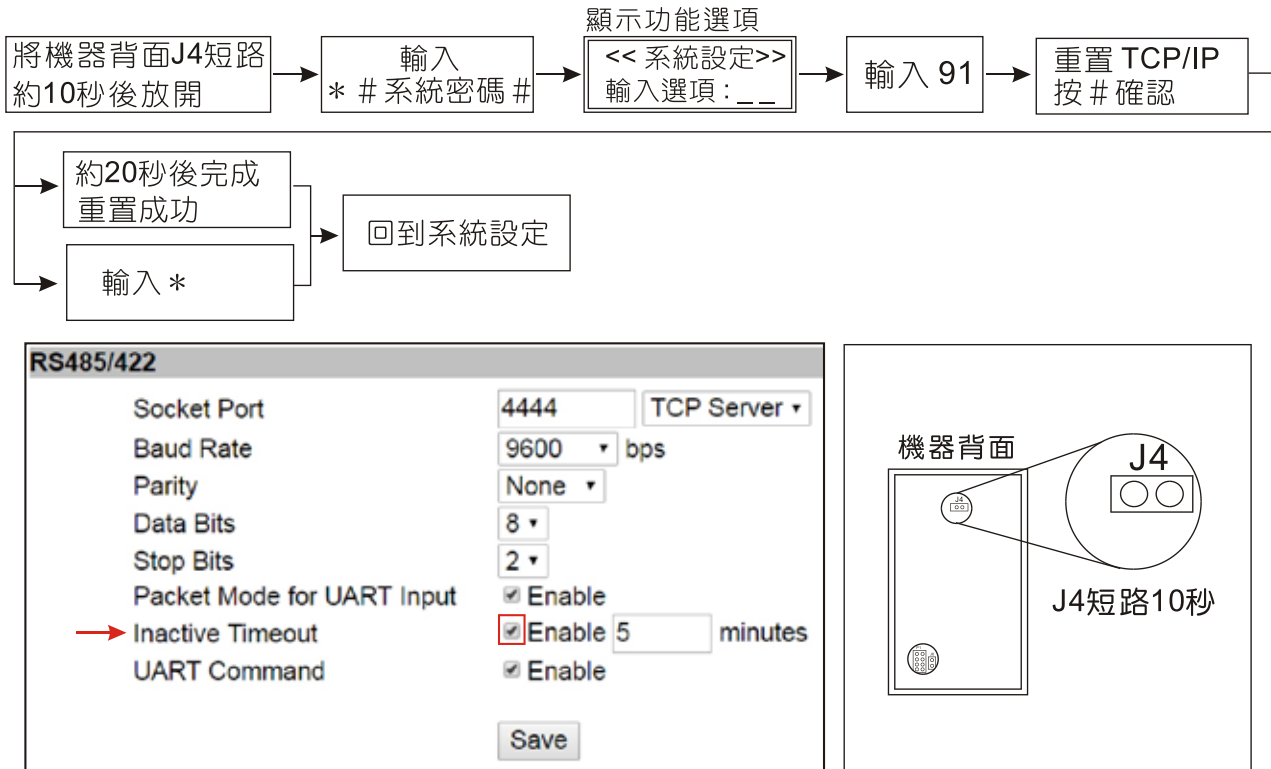 顯示功能選項
將機器背面J4短路
約10秒後放開
輸入
*#系統密碼#
<<系統設定>>
輸入選項:_ _
輸入 91
重置 TCP/IP
按#確認
約20秒後完成
重置成功
輸入*
回到系統設定
RS485/422
Socket Port 4444 TCP Server
Baud Rate 9600 bps
Parity None
Data Bits 8
Stop Bits 2
Packet Mode for UART Input Enable
Inactive Timeout Enable 5 minutes
UART Command Enable
Save
機器背面
J4
J4
J4短路10秒